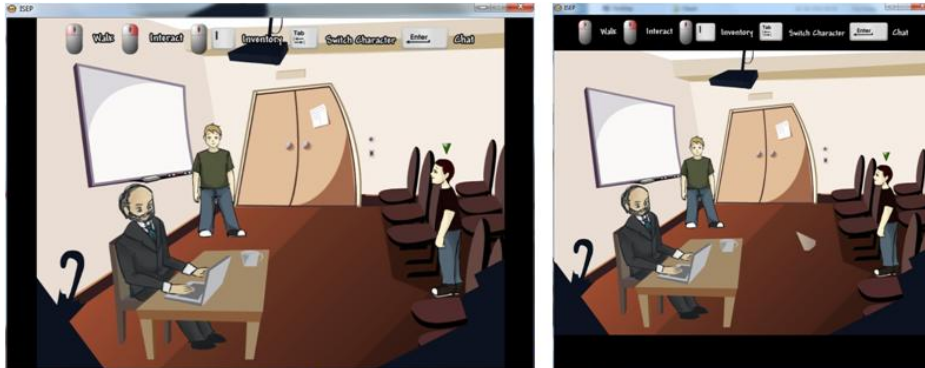 ISEP
Walk Interact I Inventory Tab Switch Character Enter Chat
ISEP
Walk Interact I Inventory Tab Switch Character Enter Chat